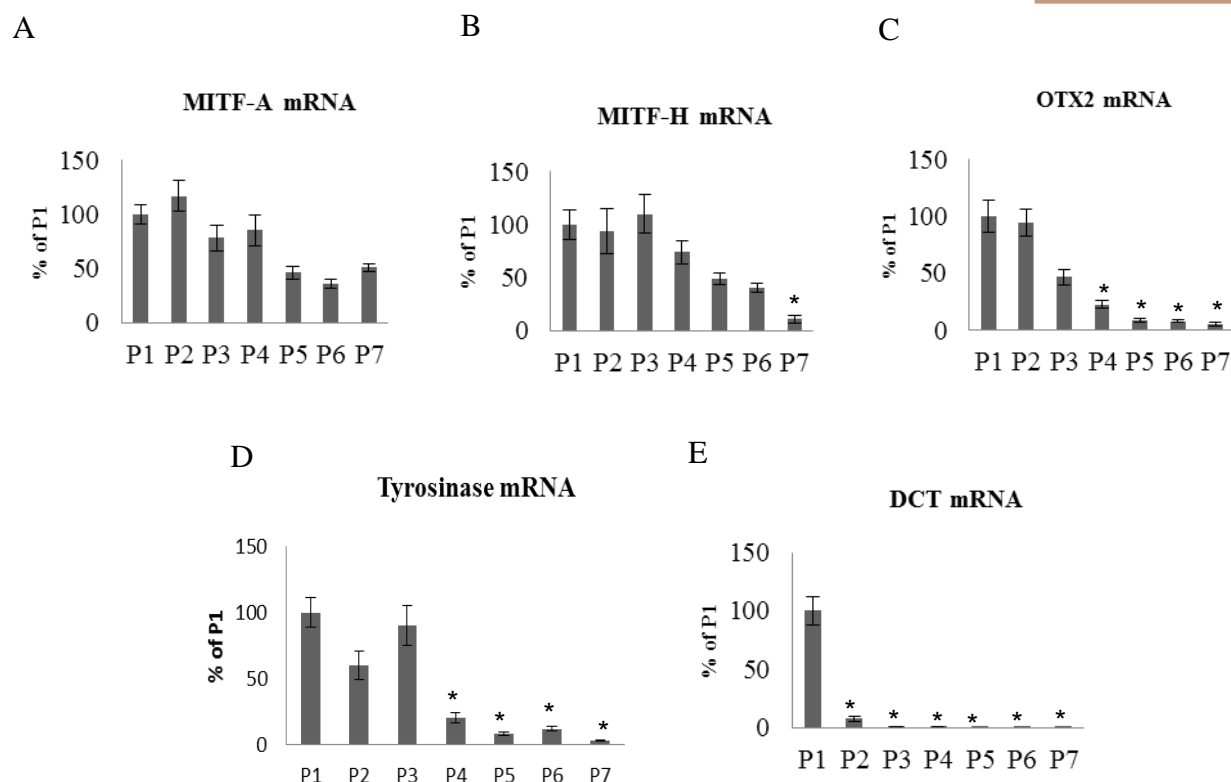 A
MITF-A mRNA
% of P1
150
100
50
0
P1 P2 P3 P4 P5 P6 P7
B
MITF-H mRNA
% of P1
150
100
50
0
*
P1 P2 P3 P4 P5 P6 P7
C
OTX2 mRNA
% of P1
150
100
50
0
* * * *
P1 P2 P3 P4 P5 P6 P7
D
Tyrosinase mRNA
% of P1
150
100
50
0
* * * *
P1 P2 P3 P4 P5 P6 P7
E
DCT mRNA
% of P1
150
100
50
0
* * * * * *
P1 P2 P3 P4 P5 P6 P7